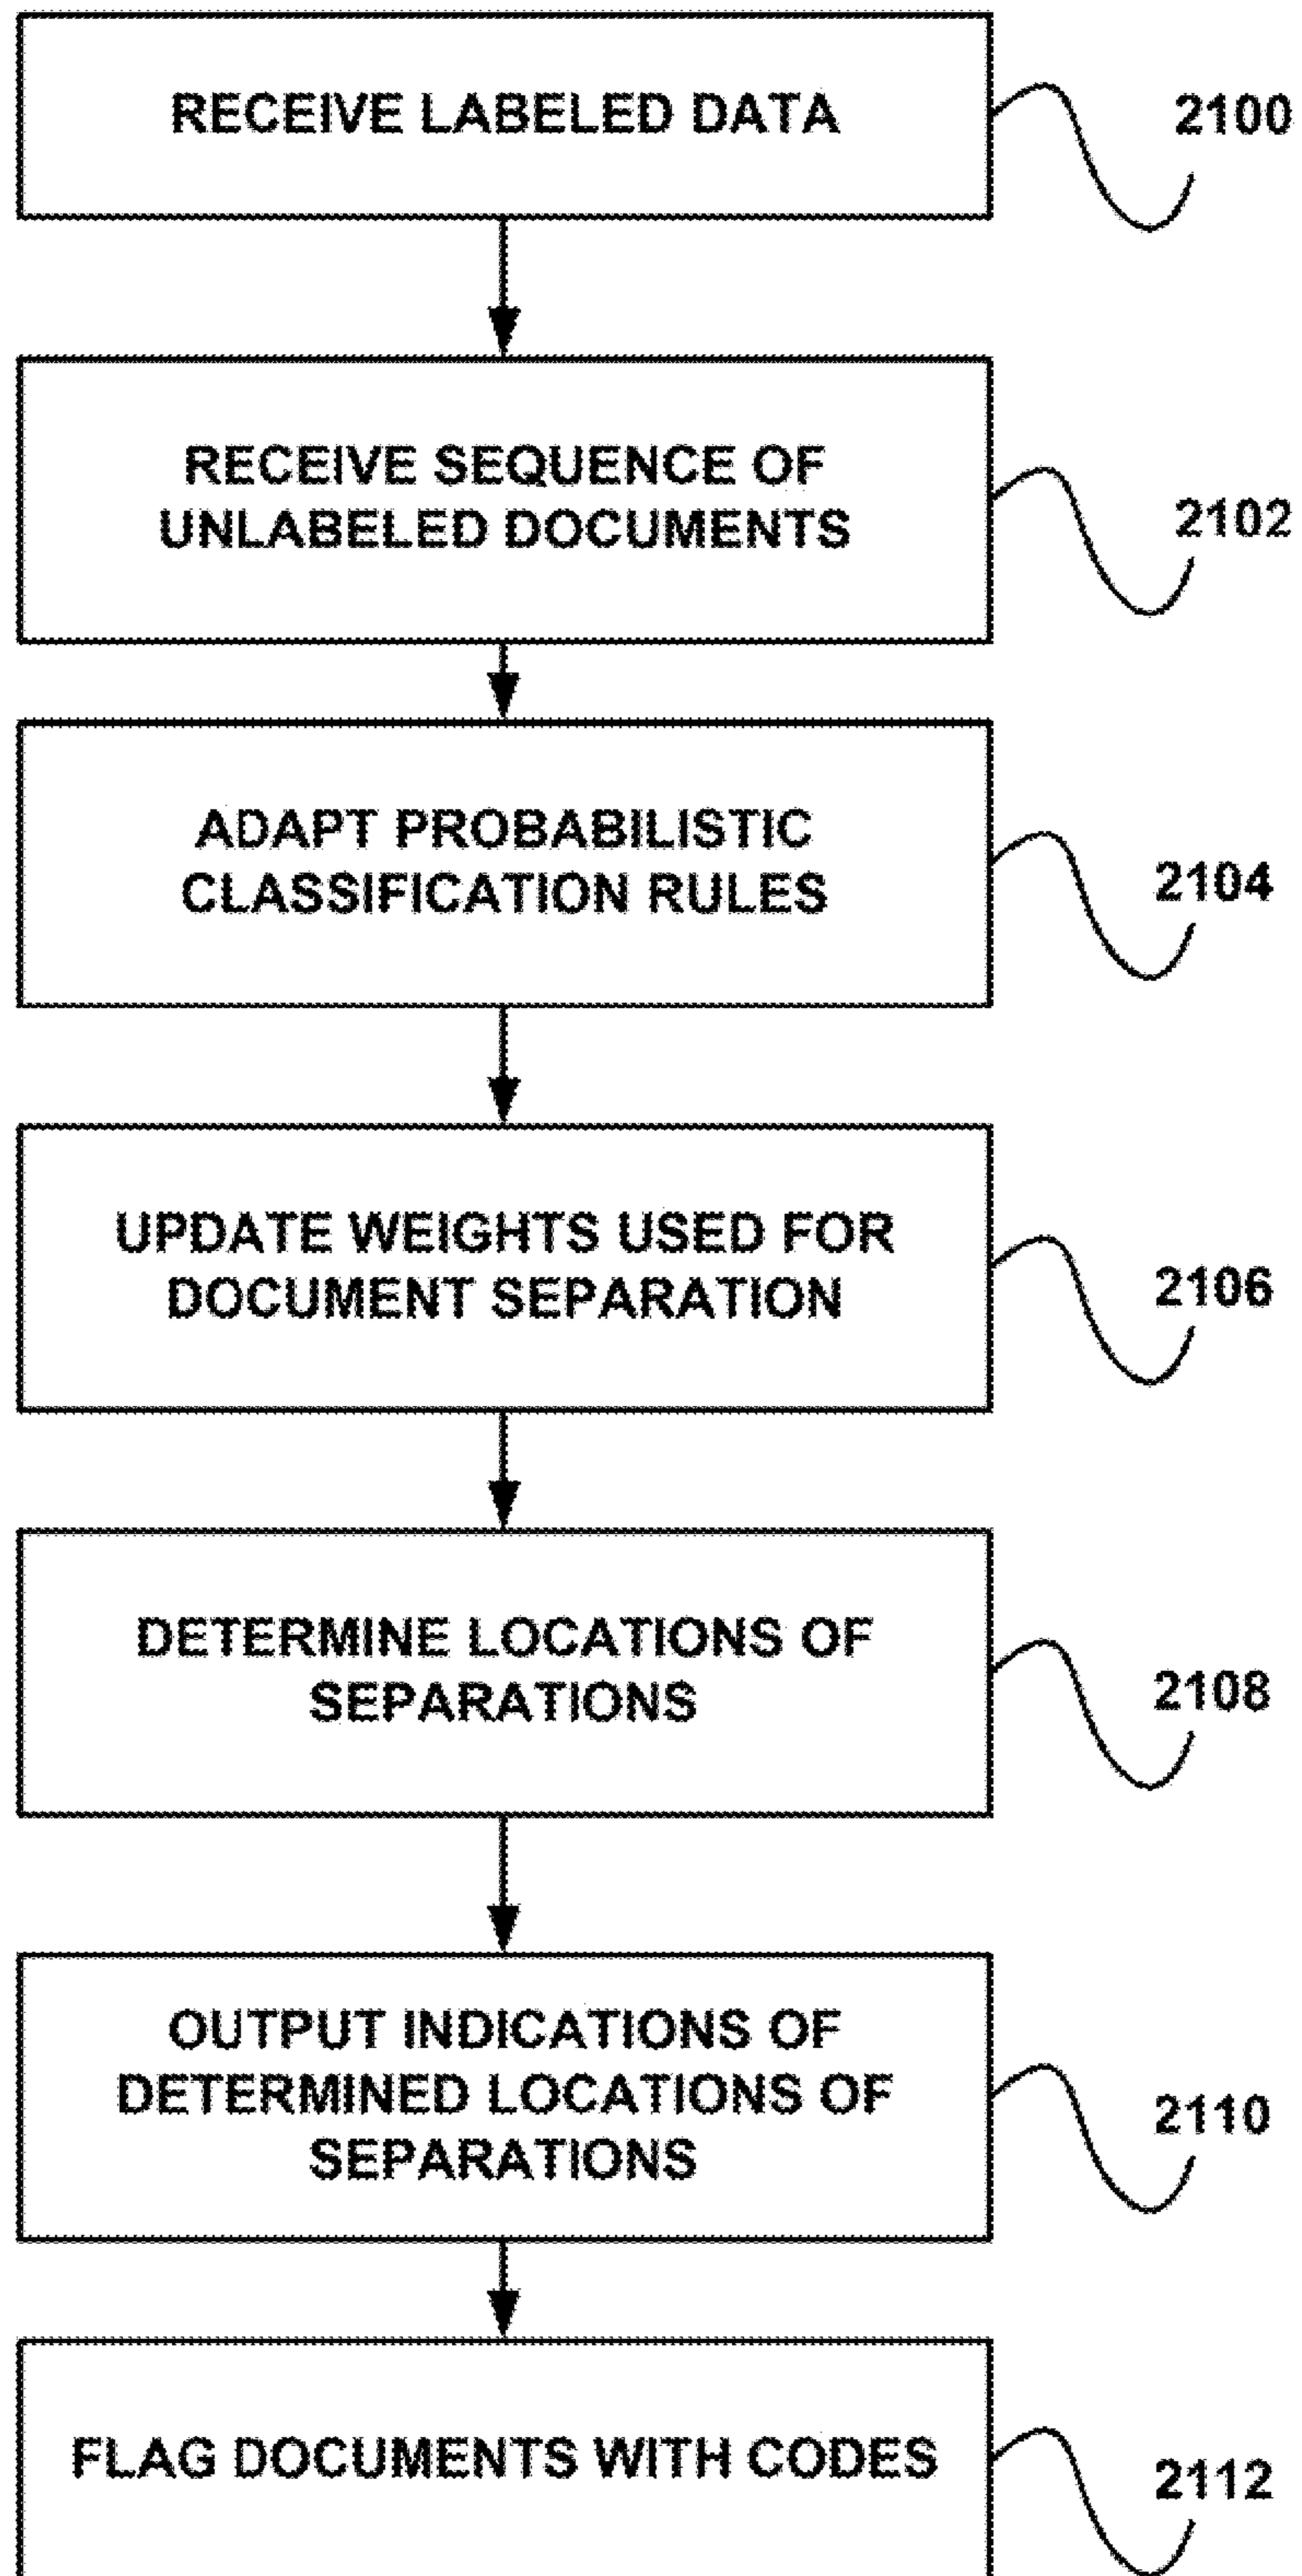 RECEIVE LABELED DATA
2100
RECEIVE SEQUENCE OF
UNLABELED DOCUMENTS
2102
ADAPT PROBABILISTIC
CLASSIFICATION RULES
2104
UPDATE WEIGHTS USED FOR
DOCUMENT SEPARATION
2106
DETERMINE LOCATIONS OF
SEPARATIONS
2108
OUTPUT INDICATIONS OF
DETERMINED LOCATIONS OF
SEPARATIONS
2110
FLAG DOCUMENTS WITH CODES
2112